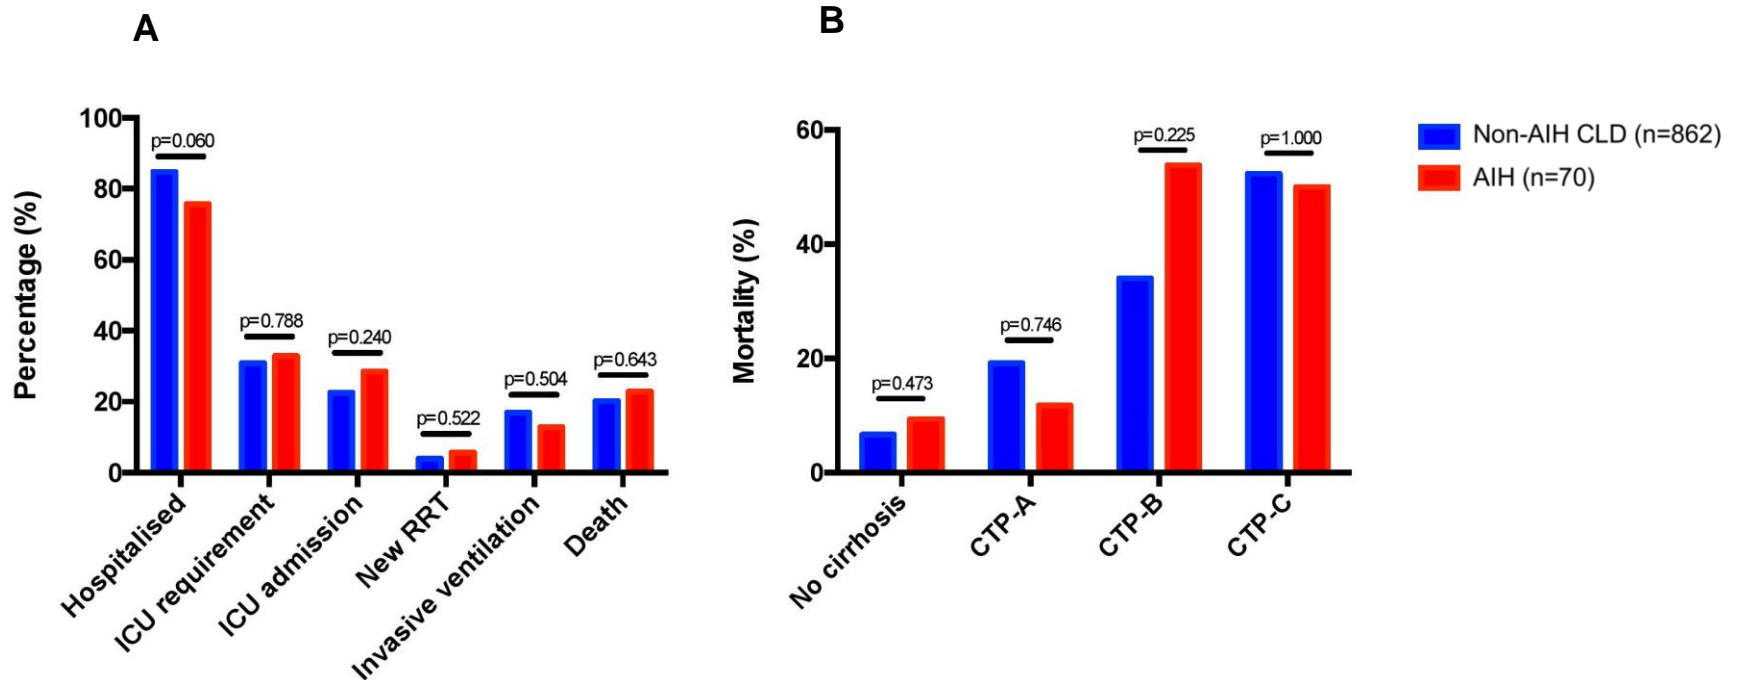 A
Percentage (%)
100
80
60
40
20
0
p=0.060
p=0.788
p=0.240
p=0.522
p=0.504
p=0.643
Hospitalised
ICU requirement
ICU admission
New RRT
Invasive ventilation
Death
B
Mortality (%)
60
40
20
0
p=0.473
p=0.746
p=0.225
p=1.000
No cirrhosis
CTP-A
CTP-B
CTP-C
Non-AIH CLD (n=862)
AIH (n=70)